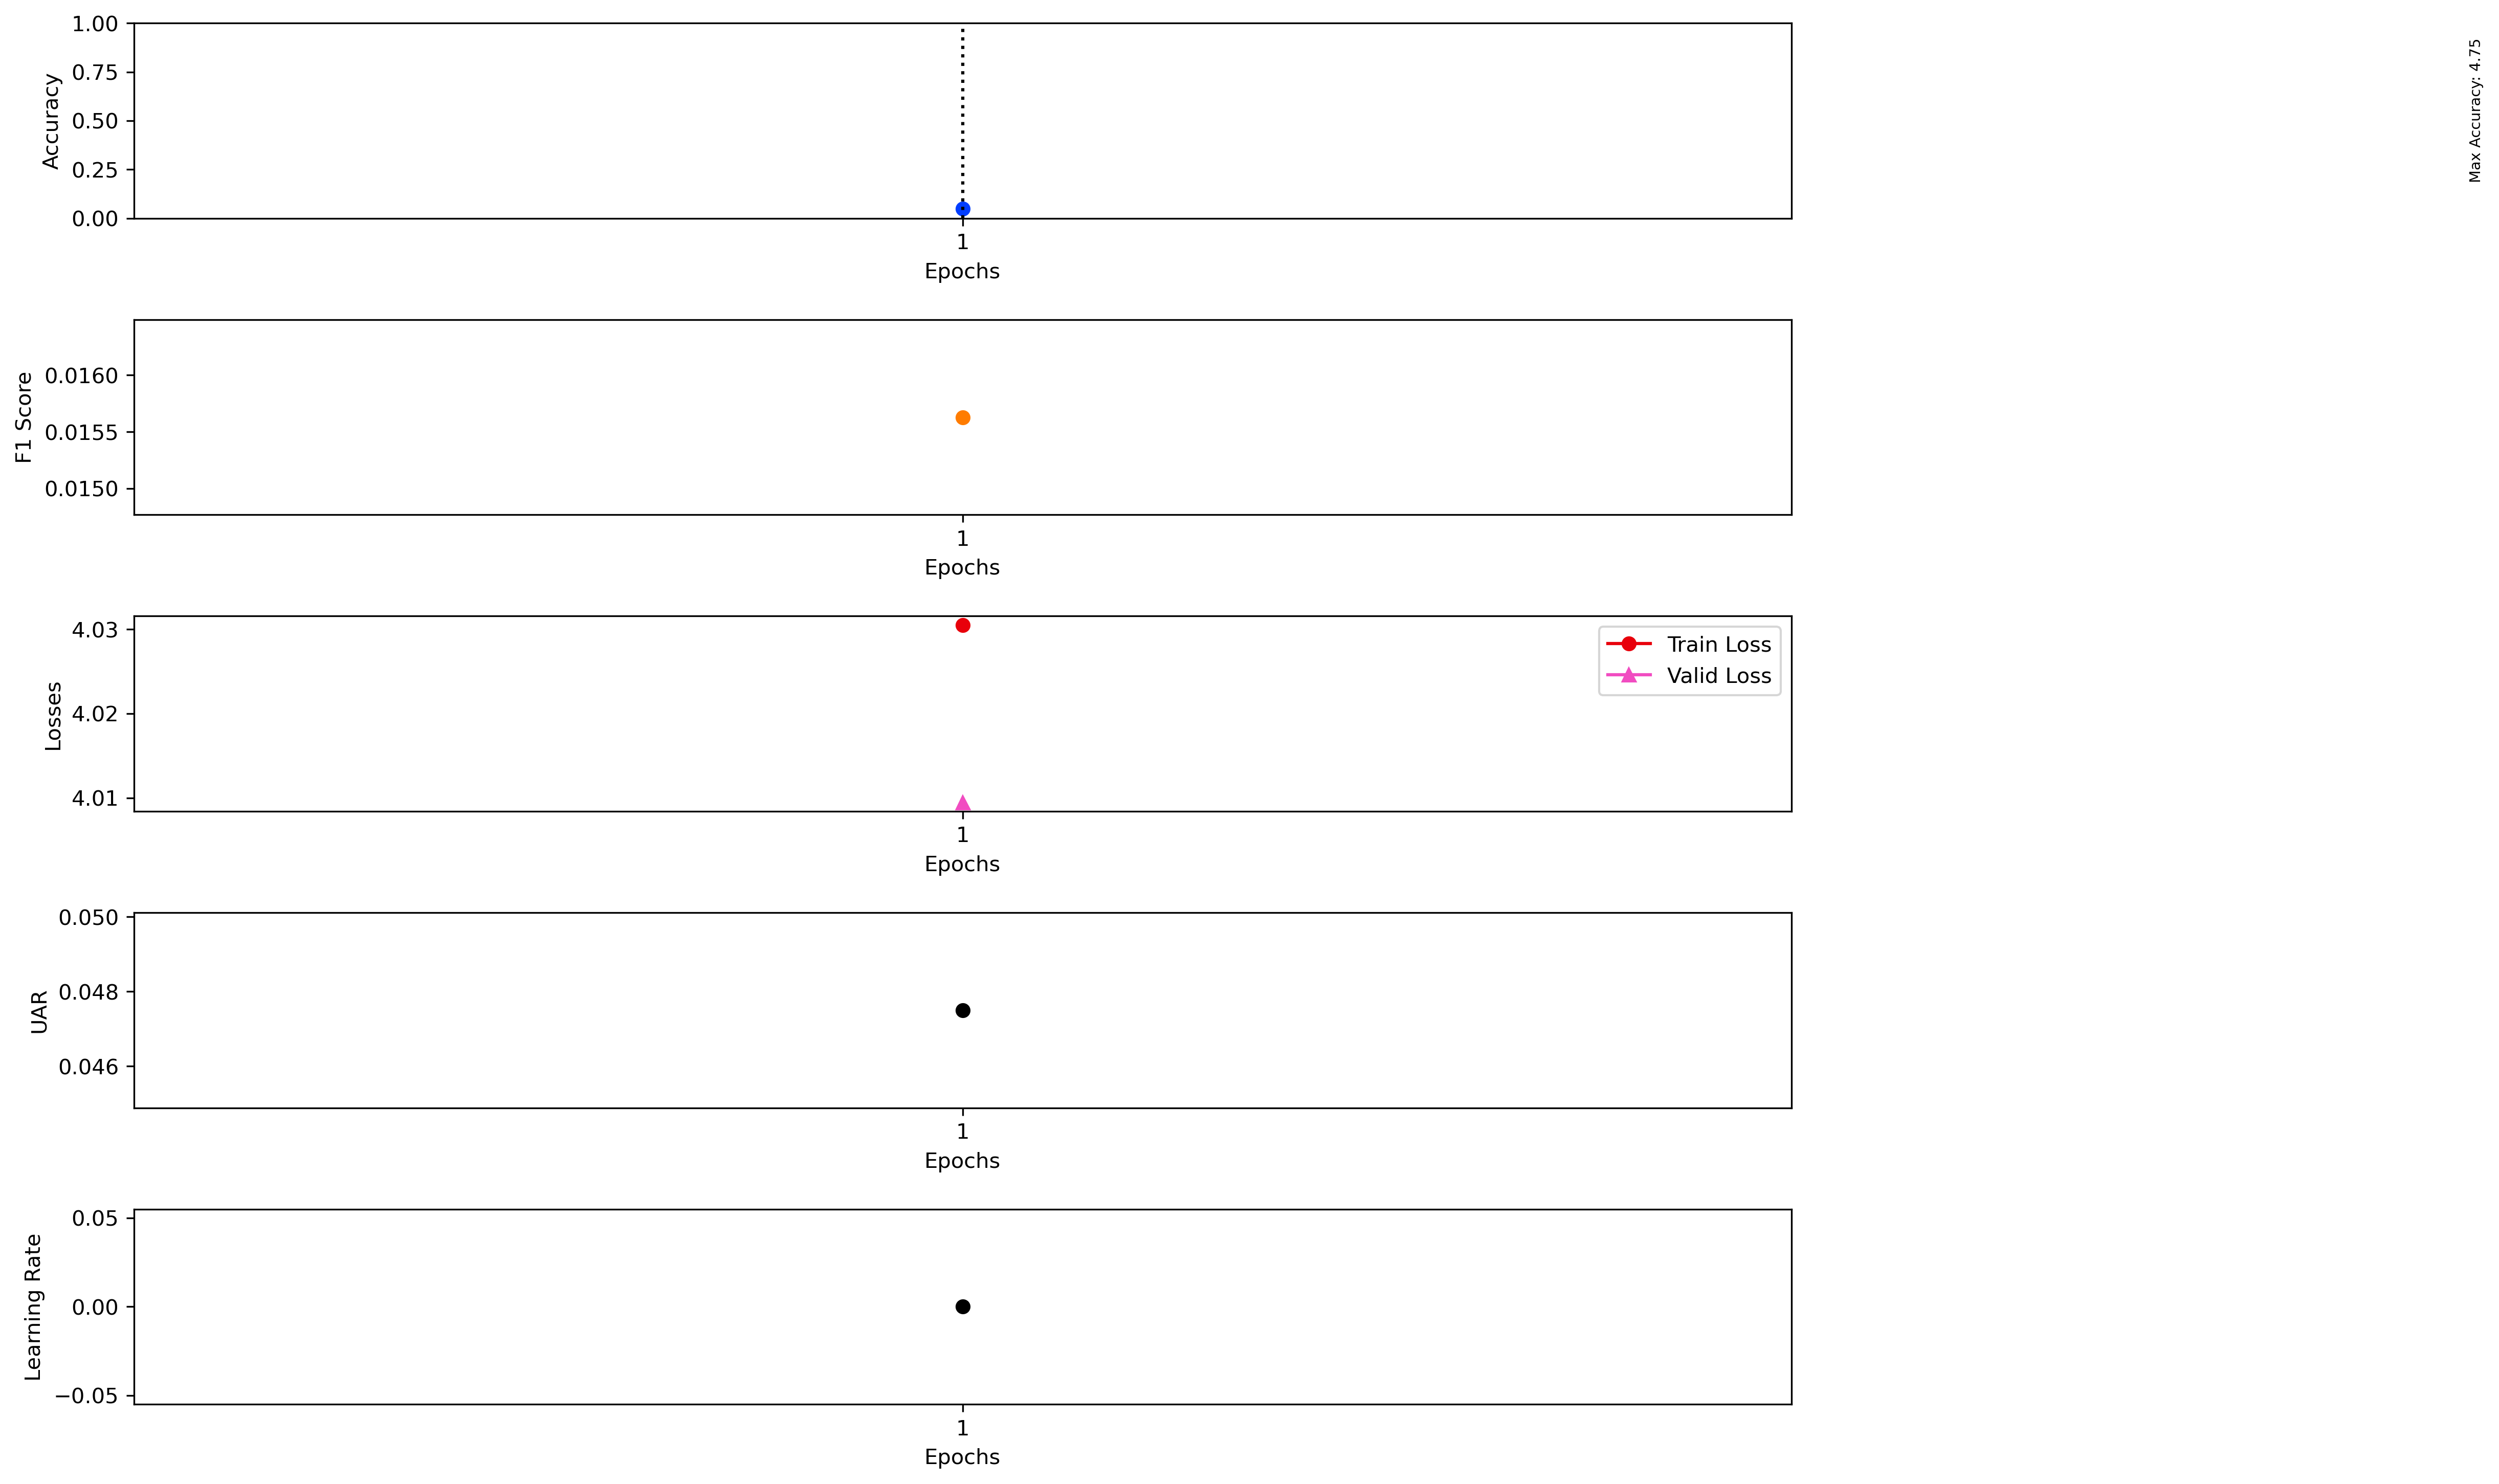 1.00
0.75
0.50
0.25
0.00
Accuracy
1
Epochs
Max Accuracy: 4.75
0.0160
0.0155
0.0150
F1 Score
1
Epochs
4.03
4.02
4.01
Losses
Train Loss
Valid Loss
1
Epochs
0.050
0.048
0.046
UAR
1
Epochs
0.05
0.00
−0.05
Learning Rate
1
Epochs